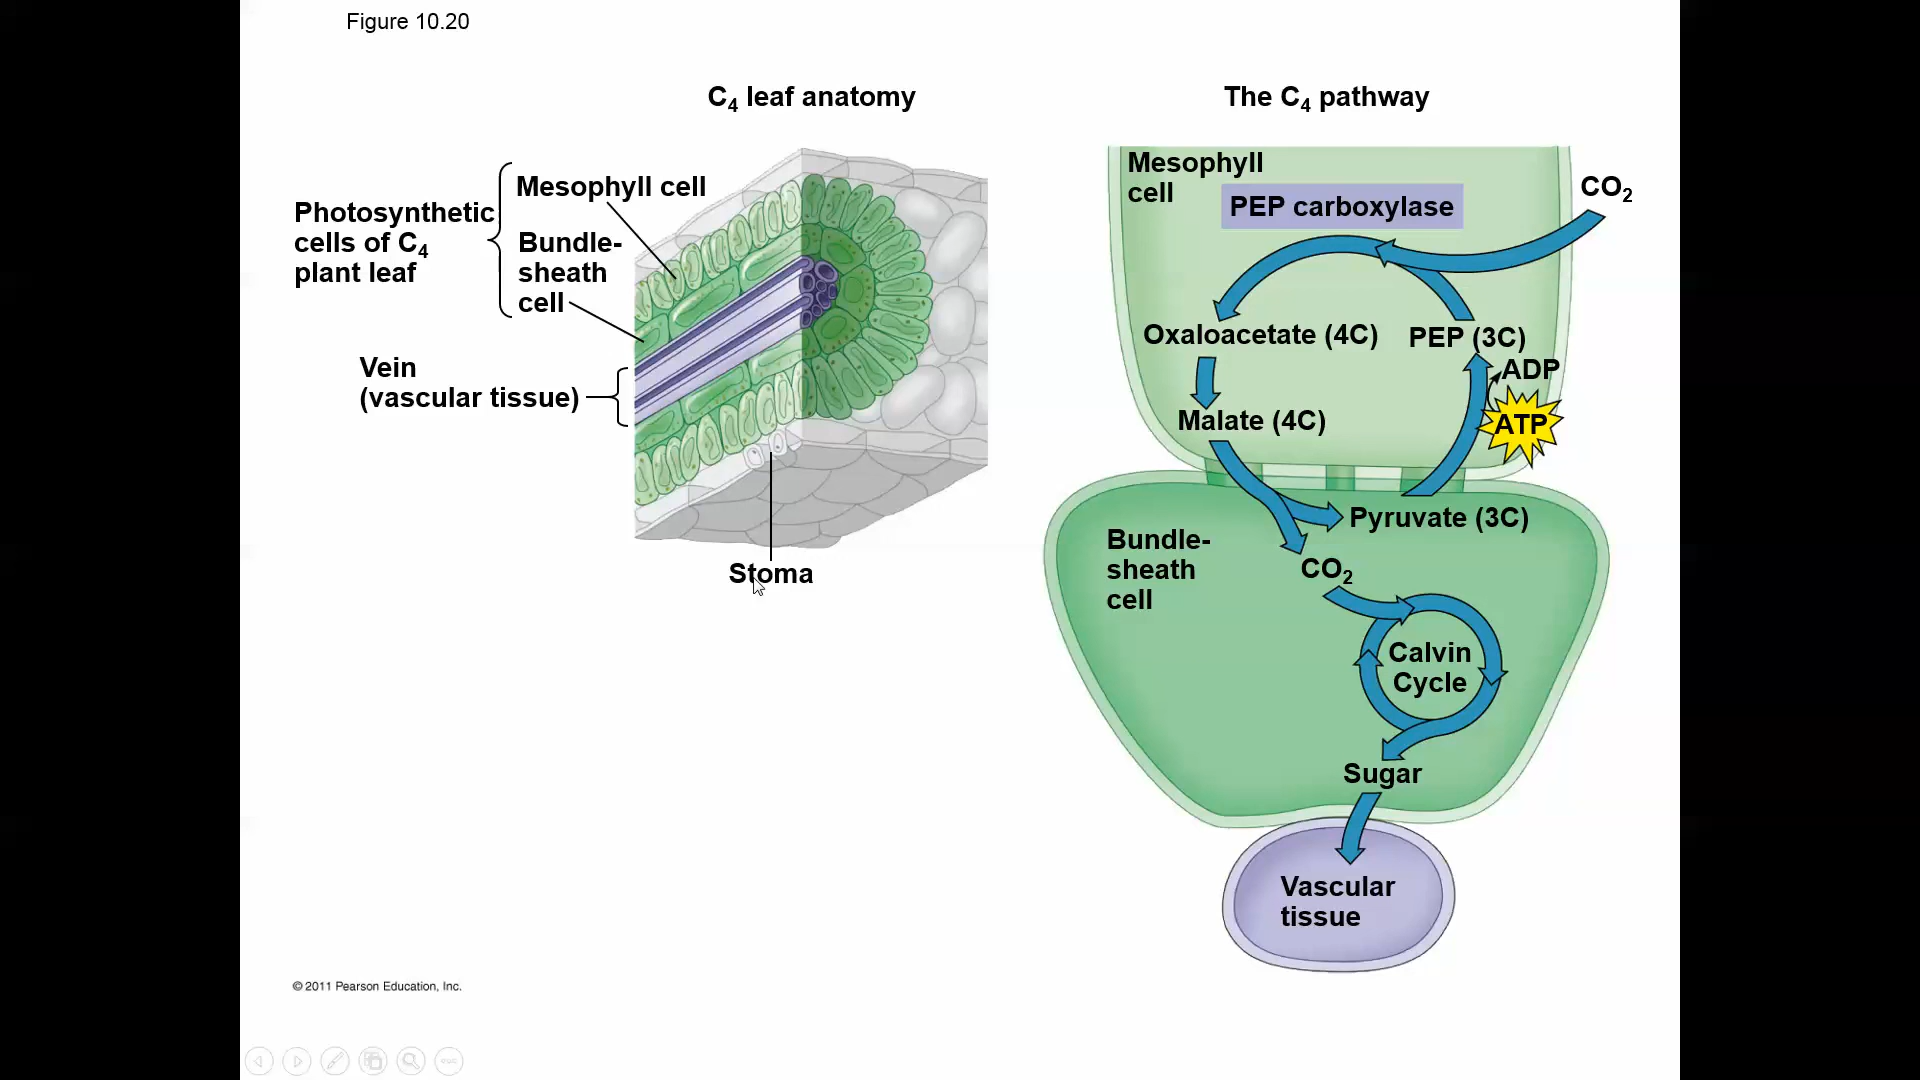 Figure 10.20
C₄ leaf anatomy
Photosynthetic
cells of C₄
plant leaf
Mesophyll cell
Bundle-
sheath
cell
Vein
(vascular tissue)
Stoma
The C₄ pathway
Mesophyll
cell
PEP carboxylase
CO₂
Oxaloacetate (4C)
PEP (3C)
ADP
ATP
Malate (4C)
Pyruvate (3C)
Bundle-
sheath
cell
CO₂
Calvin
Cycle
Sugar
Vascular
tissue
© 2011 Pearson Education, Inc.